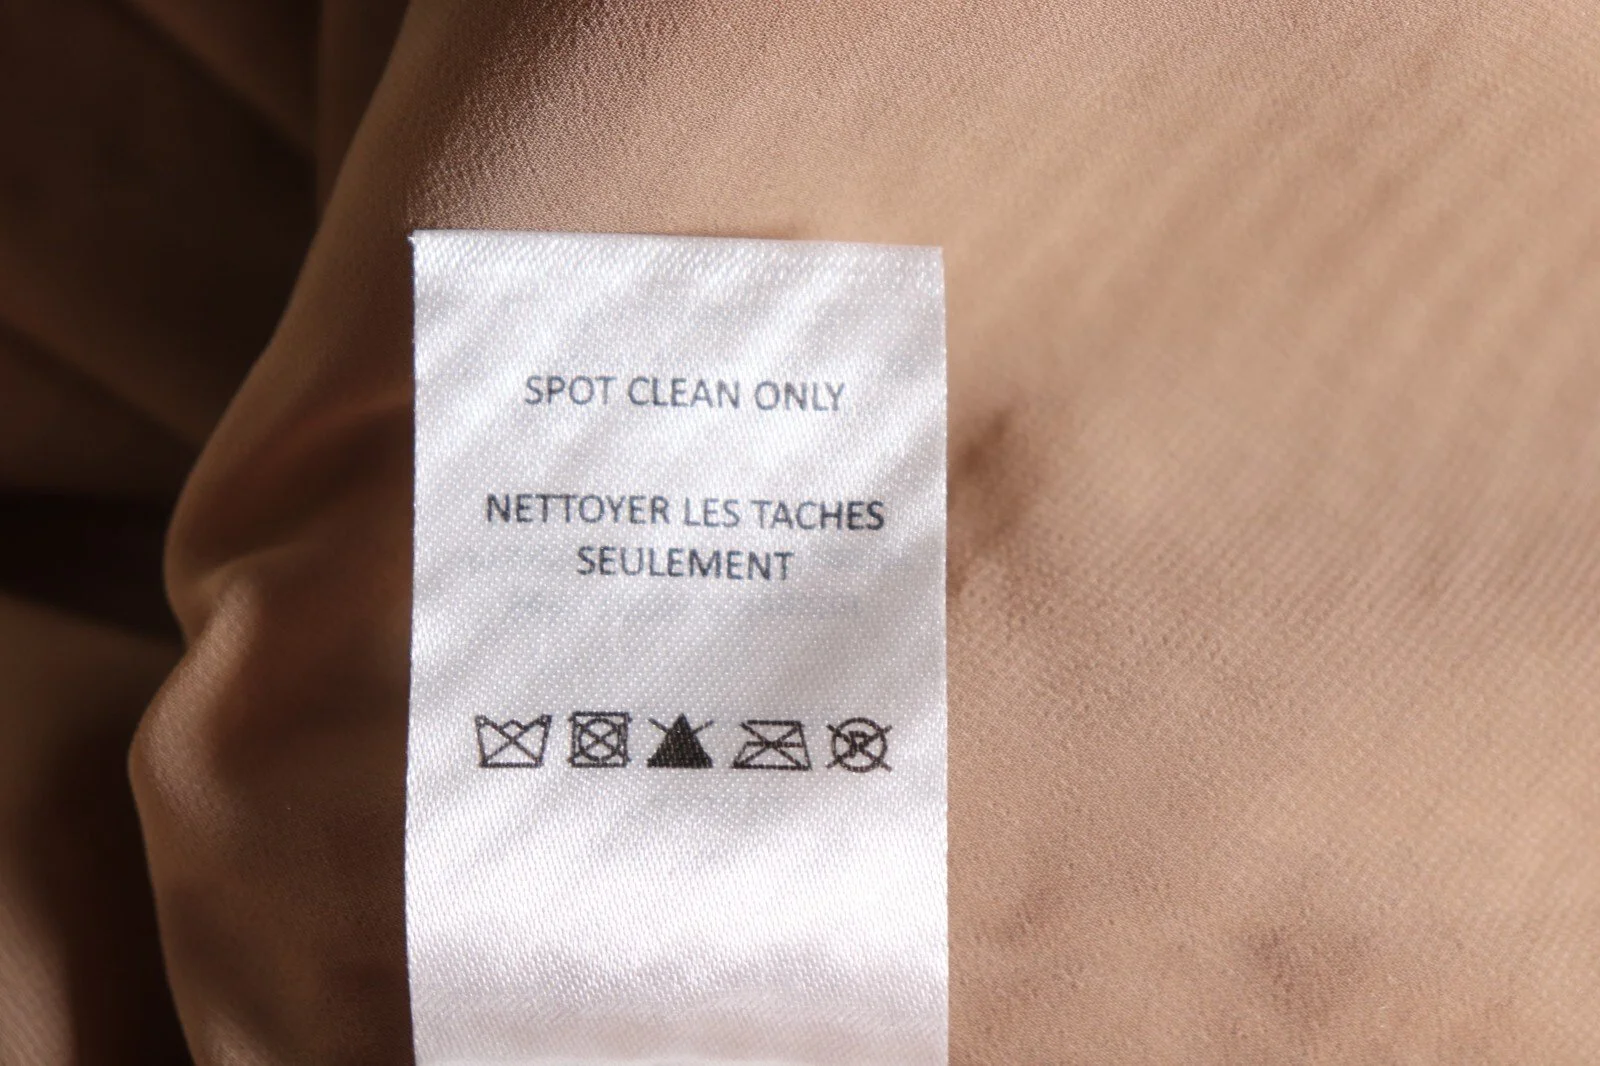 SPOT CLEAN ONLY
NETTOYER LES TACHES
SEULEMENT
R